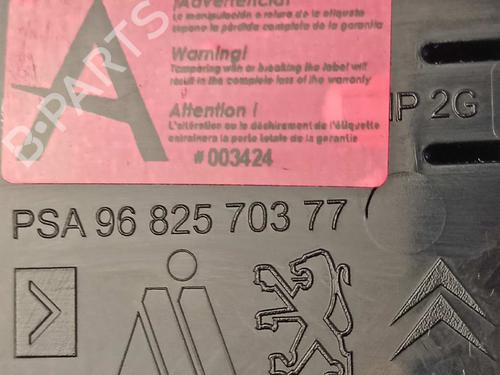 ¡Advertencia!
La manipulación o rotura de la etiqueta
supone la pérdida completa de la garantía
Warning!
Tampering with or breaking the label will
result in the complete loss of the warranty
Attention !
L'altération ou le déchirement de l'étiquette
entraînera la perte totale de la garantie
#003424
A
B-PARTS
IP 2G
PSA 96 825 703 77